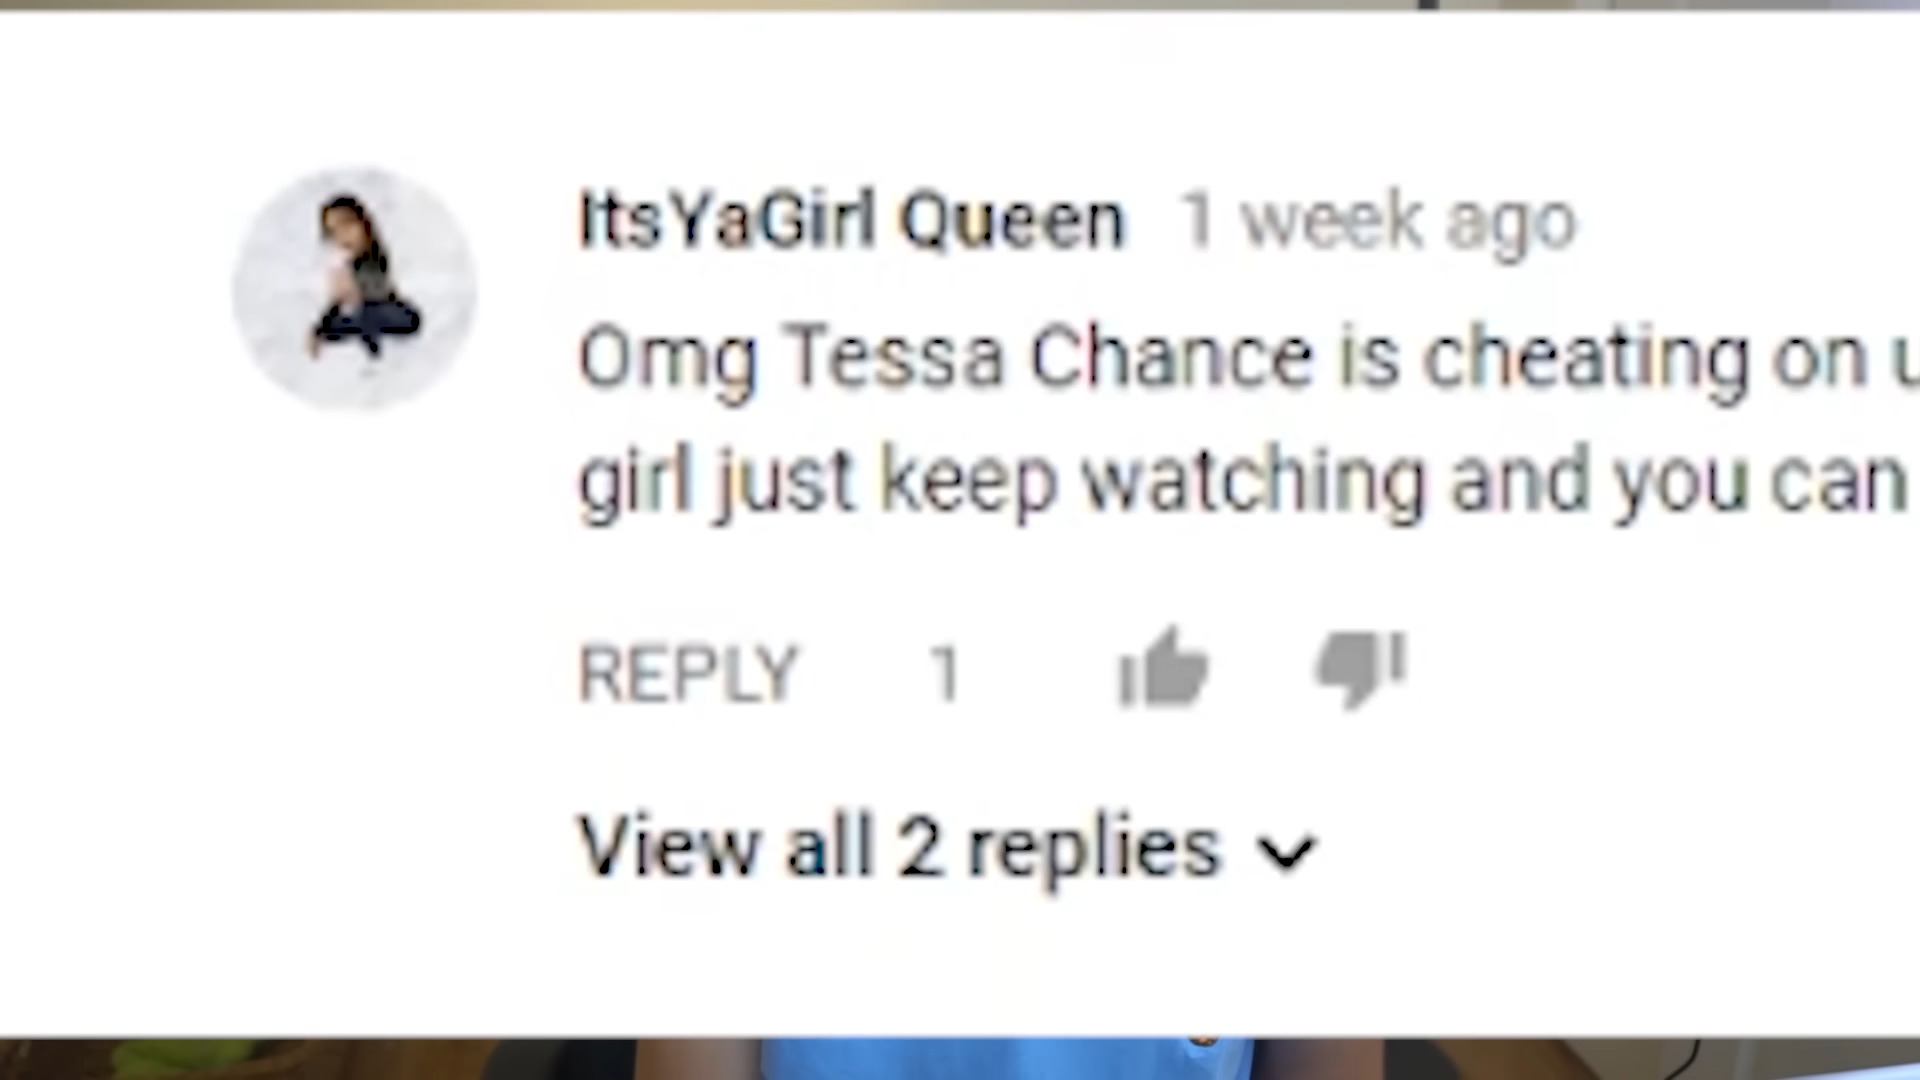 ItsYaGirl Queen 1 week ago
Omg Tessa Chance is cheating on u
girl just keep watching and you can
REPLY 1
View all 2 replies